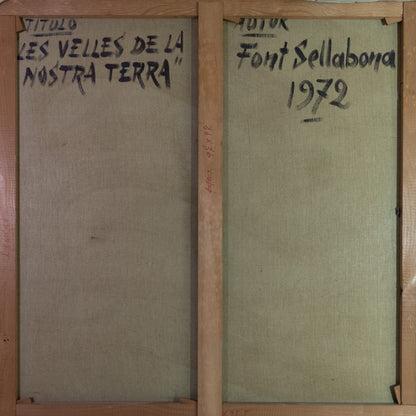 TITULO
LES VELLES DE LA
NOSTRA TERRA"
AUTOR
Font Sellabona
1972